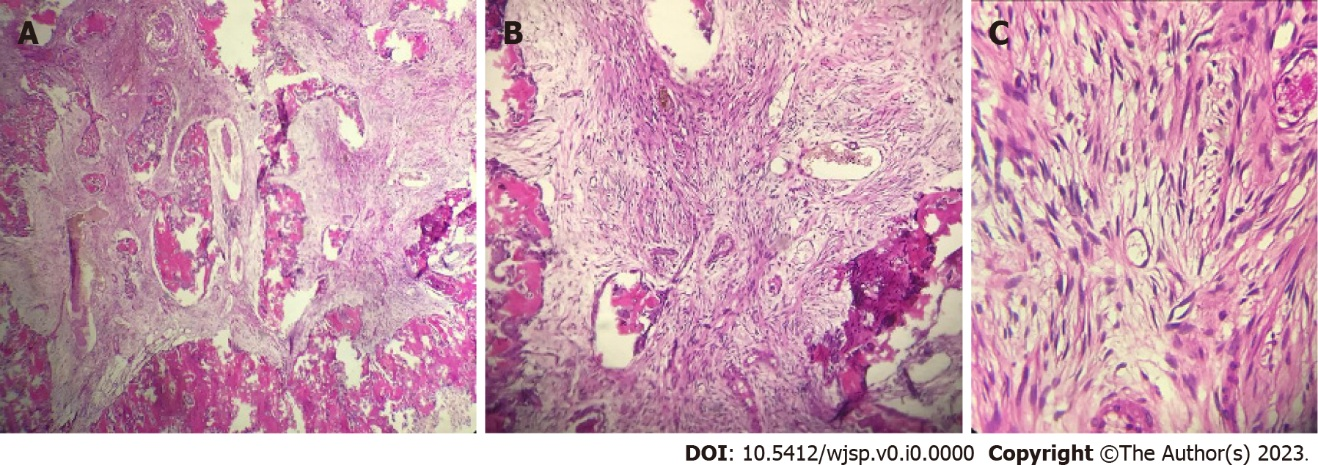 A
B
C
DOI: 10.5412/wjsp.v0.i0.0000 Copyright ©The Author(s) 2023.